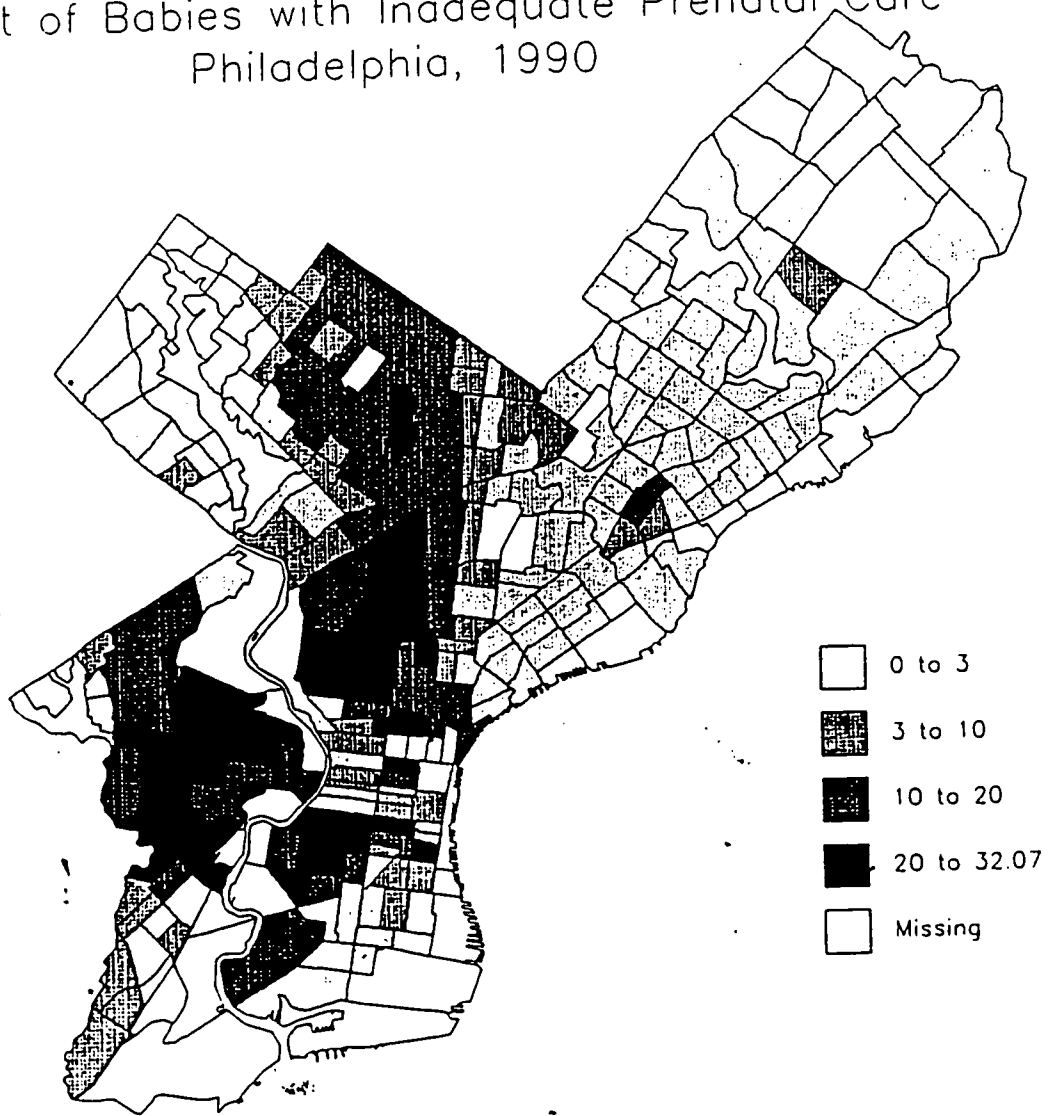 t of Babies with Inadequate Prenatal Care
Philadelphia, 1990
0 to 3
3 to 10
10 to 20
20 to 32.07
Missing